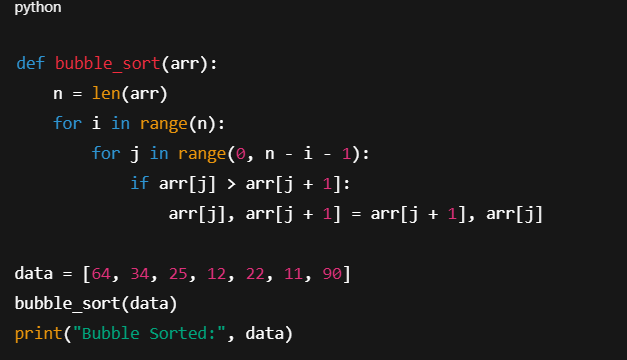 python
def bubble_sort(arr):
    n = len(arr)
    for i in range(n):
        for j in range(0, n - i - 1):
            if arr[j] > arr[j + 1]:
                arr[j], arr[j + 1] = arr[j + 1], arr[j]
data = [64, 34, 25, 12, 22, 11, 90]
bubble_sort(data)
print("Bubble Sorted:", data)